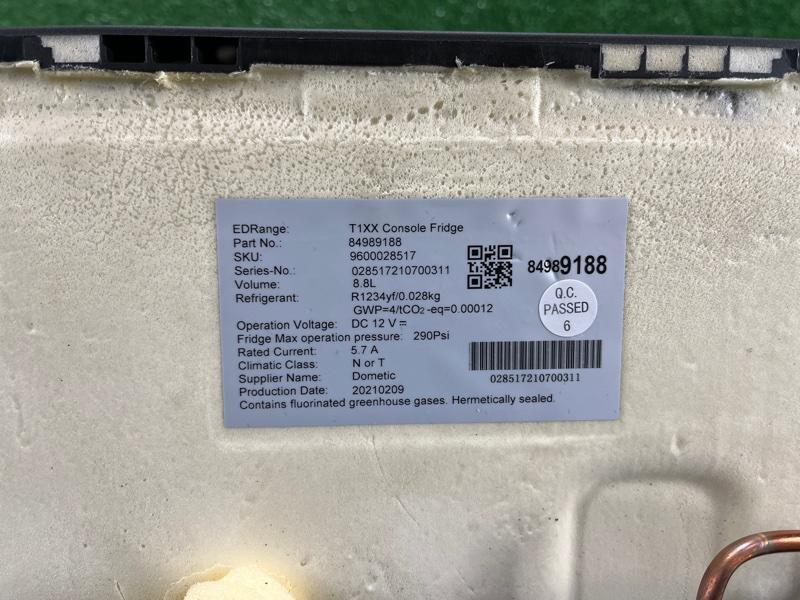 EDRange: T1XX Console Fridge
Part No.: 84989188
SKU: 9600028517
Series-No.: 028517210700311
Volume: 8.8L
Refrigerant: R1234yf/0.028kg
GWP=4/tCO₂ -eq=0.00012
Operation Voltage: DC 12 V ⎓
Fridge Max operation pressure: 290Psi
Rated Current: 5.7 A
Climatic Class: N or T
Supplier Name: Dometic
Production Date: 20210209
Contains fluorinated greenhouse gases. Hermetically sealed.
84989188
Q.C.
PASSED
6
028517210700311